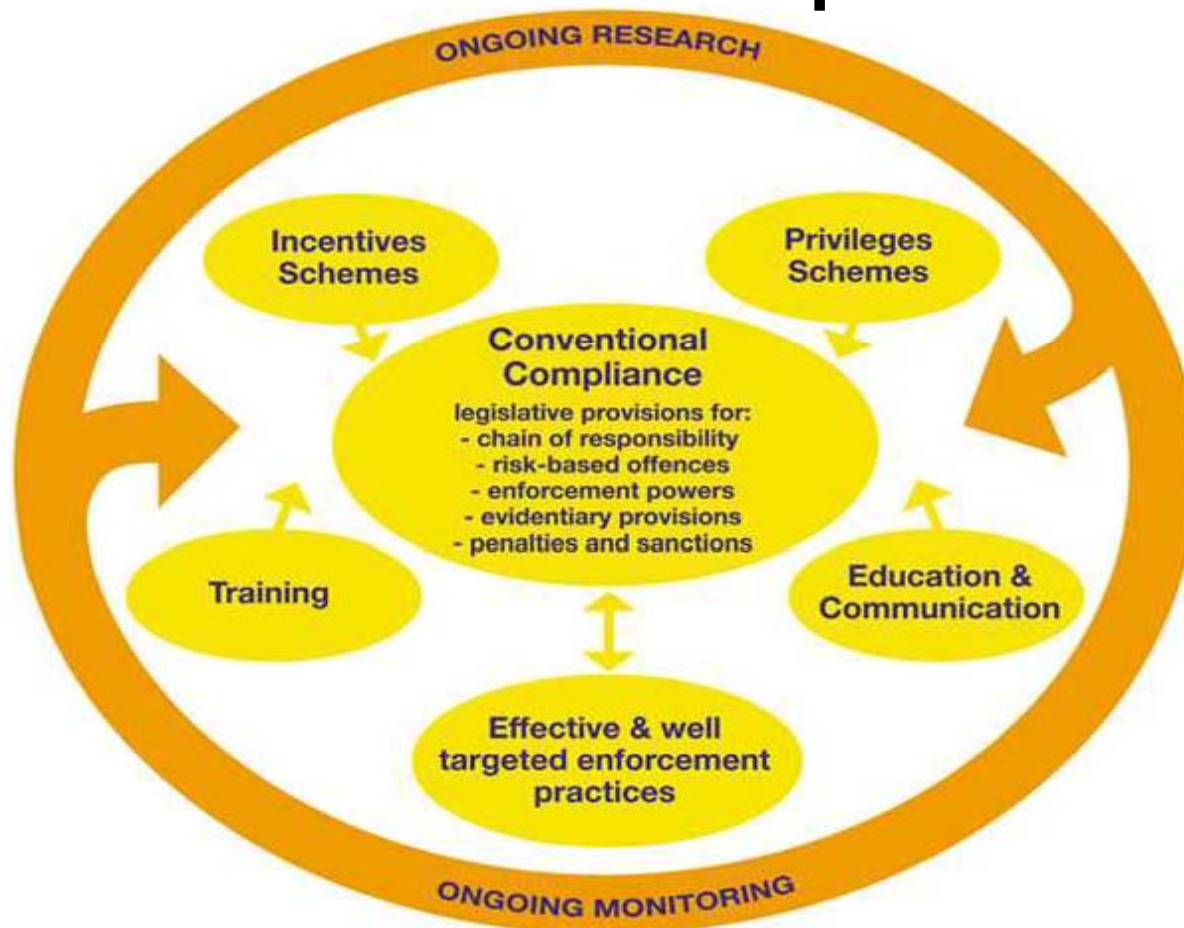 ONGOING RESEARCH
Incentives
Schemes
Privileges
Schemes
Conventional
Compliance
legislative provisions for:
- chain of responsibility
- risk-based offences
- enforcement powers
- evidentiary provisions
- penalties and sanctions
Training
Education &
Communication
Effective & well
targeted enforcement
practices
ONGOING MONITORING